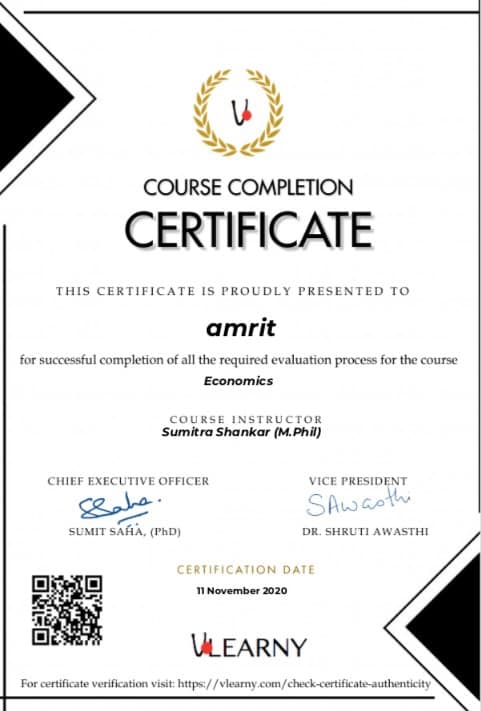 V.
COURSE COMPLETION
CERTIFICATE
THIS CERTIFICATE IS PROUDLY PRESENTED TO
amrit
for successful completion of all the required evaluation process for the course
Economics
COURSE INSTRUCTOR
Sumitra Shankar (M.Phil)
CHIEF EXECUTIVE OFFICER
SSaha.
SUMIT SAHA, (PhD)
VICE PRESIDENT
SAwasthi
DR. SHRUTI AWASTHI
CERTIFICATION DATE
11 November 2020
VLEARNY
For certificate verification visit: https://vlearny.com/check-certificate-authenticity